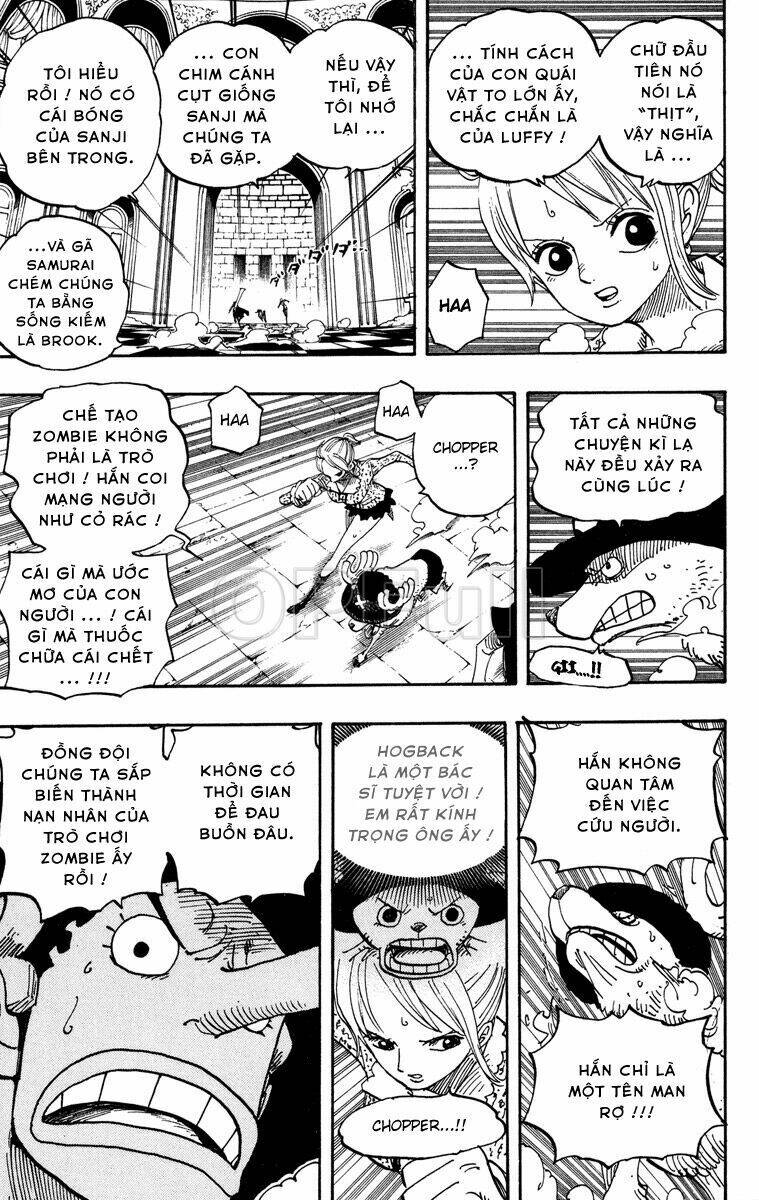 CHỮ ĐẦU
TIÊN NÓ
NÓI LÀ
"THỊT",
VẬY NGHĨA
LÀ ...
... TÍNH CÁCH
CỦA CON QUÁI
VẬT TO LỚN ẤY,
CHẮC CHẮN LÀ
CỦA LUFFY !
HAA
NẾU VẬY
THÌ, ĐỂ
TÔI NHỚ
LẠI ...
... CON
CHIM CÁNH
CỤT GIỐNG
SANJI MÀ
CHÚNG TA
ĐÃ GẶP.
TÔI HIỂU
RỒI ! NÓ CÓ
CÁI BÓNG
CỦA SANJI
BÊN TRONG.
...VÀ GÃ
SAMURAI
CHÉM CHÚNG
TA BẰNG
SỐNG KIẾM
LÀ BROOK.
ダダダダ...
TẤT CẢ NHỮNG
CHUYỆN KÌ LẠ
NÀY ĐỀU XẢY RA
CÙNG LÚC !
GII...!!
CHOPPER
...?
HAA
HAA
CHẾ TẠO
ZOMBIE KHÔNG
PHẢI LÀ TRÒ
CHƠI ! HẮN COI
MẠNG NGƯỜI
NHƯ CỎ RÁC !
CÁI GÌ MÀ ƯỚC
MƠ CỦA CON
NGƯỜI ... ! CÁI
GÌ MÀ THUỐC
CHỮA CÁI CHẾT
... !!!
OPFull
HẮN KHÔNG
QUAN TÂM
ĐẾN VIỆC
CỨU NGƯỜI.
HẮN CHỈ LÀ
MỘT TÊN MAN
RỢ !!!
HOGBACK
LÀ MỘT BÁC
SĨ TUYỆT VỜI !
EM RẤT KÍNH
TRỌNG ÔNG ẤY !
CHOPPER...!!
KHÔNG CÓ
THỜI GIAN
ĐỂ ĐAU
BUỒN ĐÂU.
ĐỒNG ĐỘI
CHÚNG TA SẮP
BIẾN THÀNH
NẠN NHÂN CỦA
TRÒ CHƠI
ZOMBIE ẤY
RỒI !